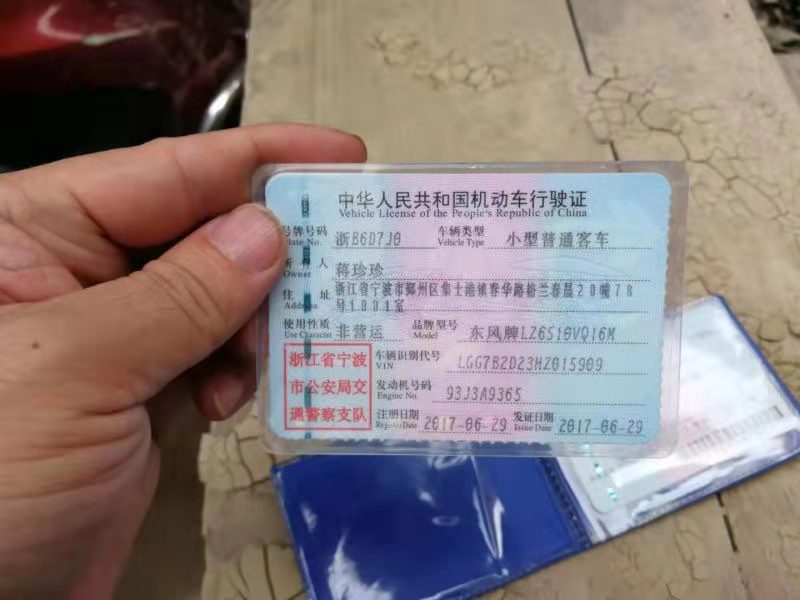 中华人民共和国机动车行驶证
Vehicle License of the People's Republic of China
号牌号码 浙B6D7J0 车辆类型 小型普通客车
Plate No. Vehicle Type
所有人 蒋珍珍
Owner
住址 浙江省宁波市鄞州区集士港镇春华路格兰春晨20幢78
Address 号1001室
使用性质 非营运 品牌型号 东风牌LZ6510VQ16M
Use Character Model
浙江省宁波 车辆识别代号 LGG7B2D23HZ015909
VIN
市公安局交 发动机号码 93J3A9365
Engine No.
通警察支队 注册日期 2017-06-29 发证日期 2017-06-29
Register Date Issue Date